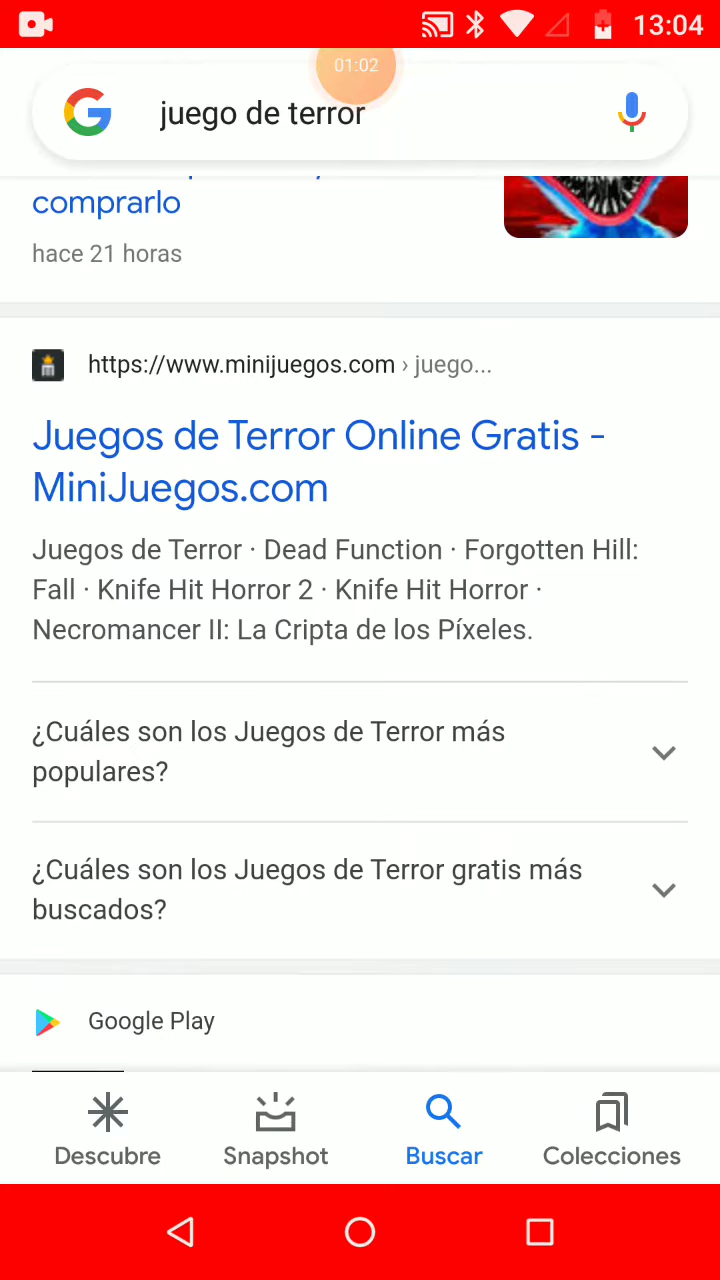 13:04
01:02
juego de terror
comprarlo
hace 21 horas
https://www.minijuegos.com › juego...
Juegos de Terror Online Gratis -
MiniJuegos.com
Juegos de Terror · Dead Function · Forgotten Hill:
Fall · Knife Hit Horror 2 · Knife Hit Horror ·
Necromancer II: La Cripta de los Píxeles.
¿Cuáles son los Juegos de Terror más
populares?
¿Cuáles son los Juegos de Terror gratis más
buscados?
Google Play
Descubre Snapshot Buscar Colecciones